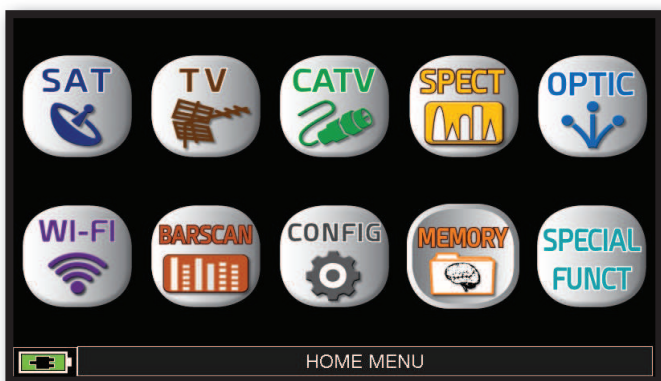 SAT TV CATV SPECT OPTIC
WI-FI BARSCAN CONFIG MEMORY SPECIAL
FUNCT
HOME MENU